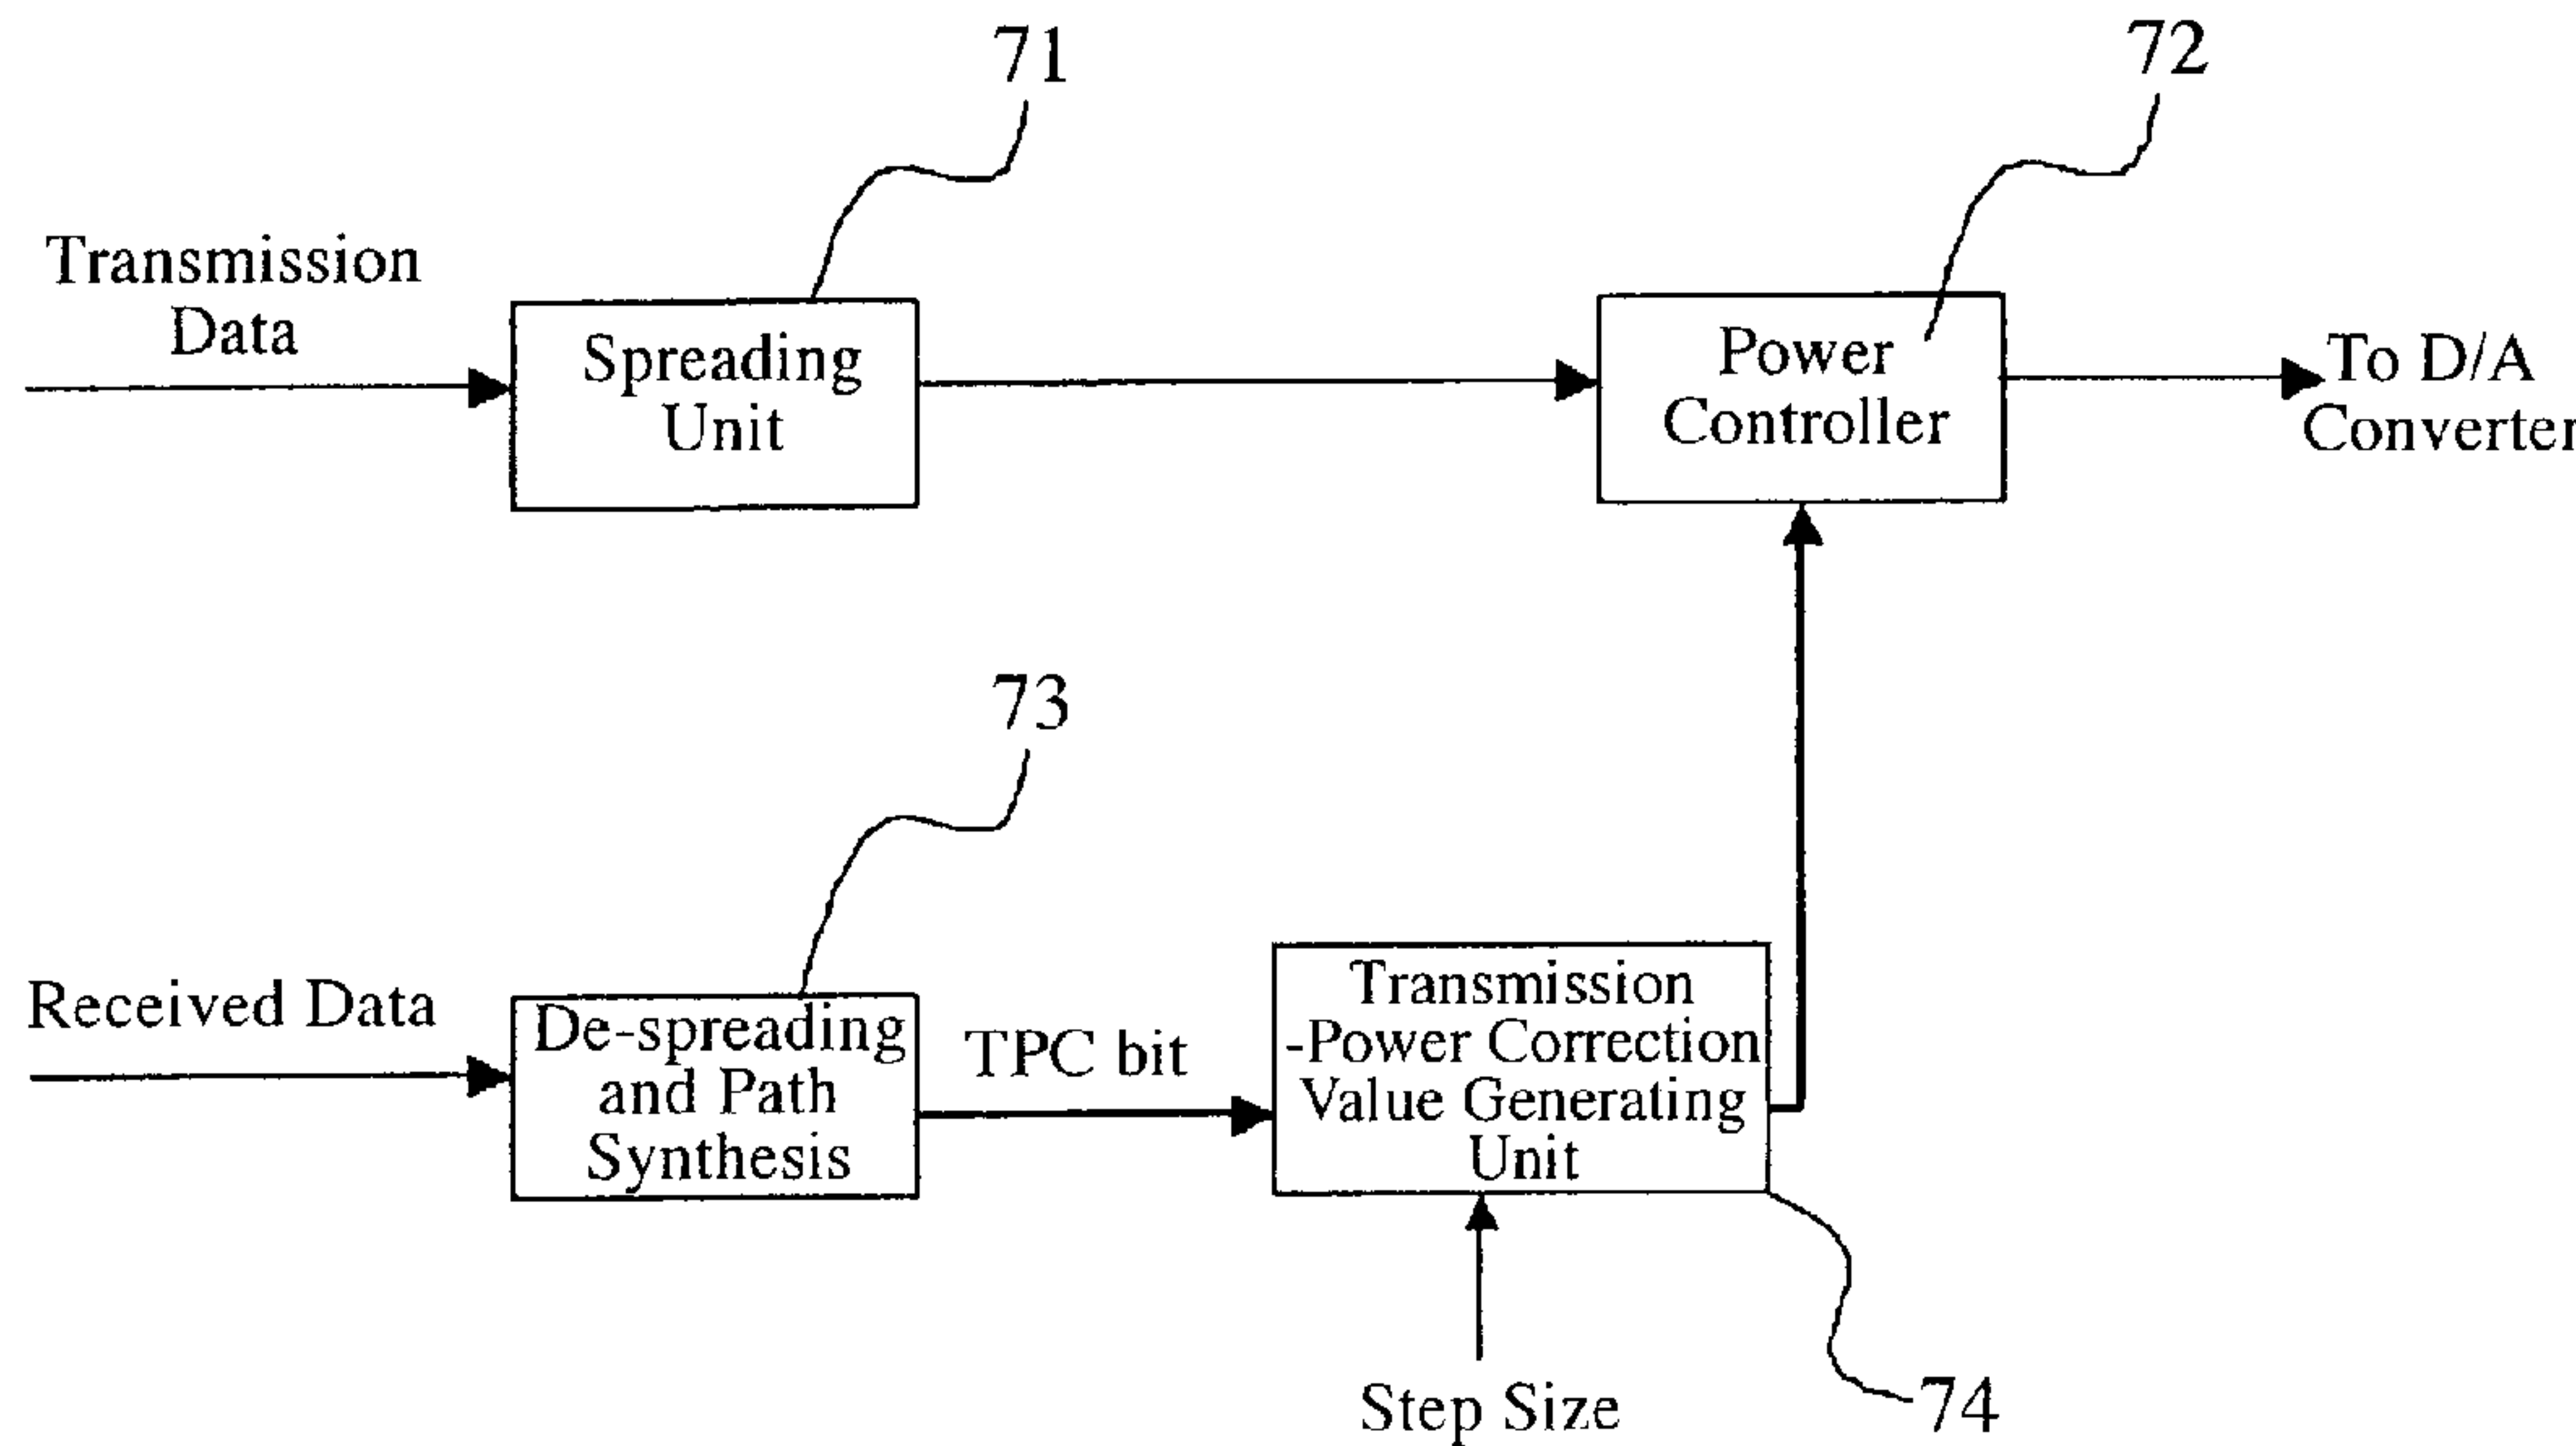 71
72
Transmission
Data
Spreading
Unit
Power
Controller
To D/A
Converter
73
Received Data
De-spreading
and Path
Synthesis
TPC bit
Transmission
-Power Correction
Value Generating
Unit
Step Size
74